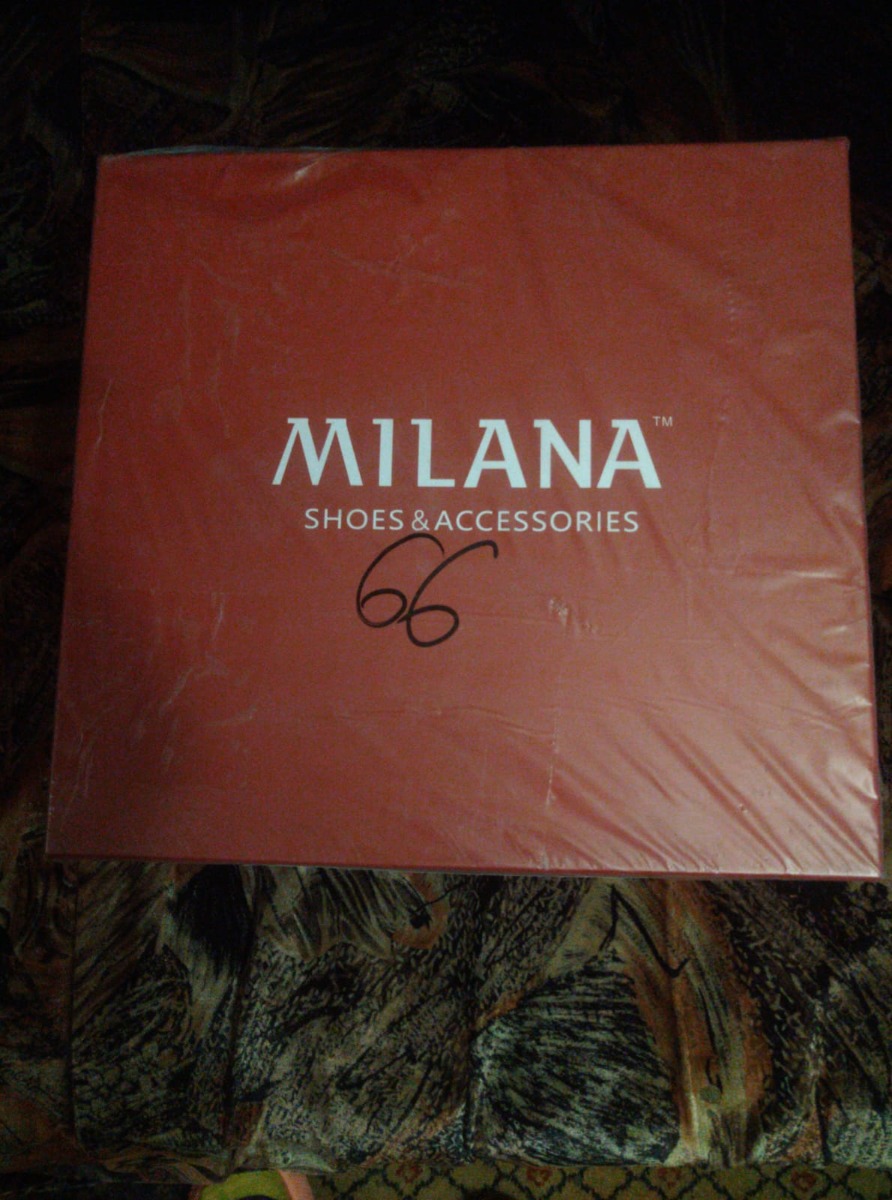 MILANA™
SHOES & ACCESSORIES
66